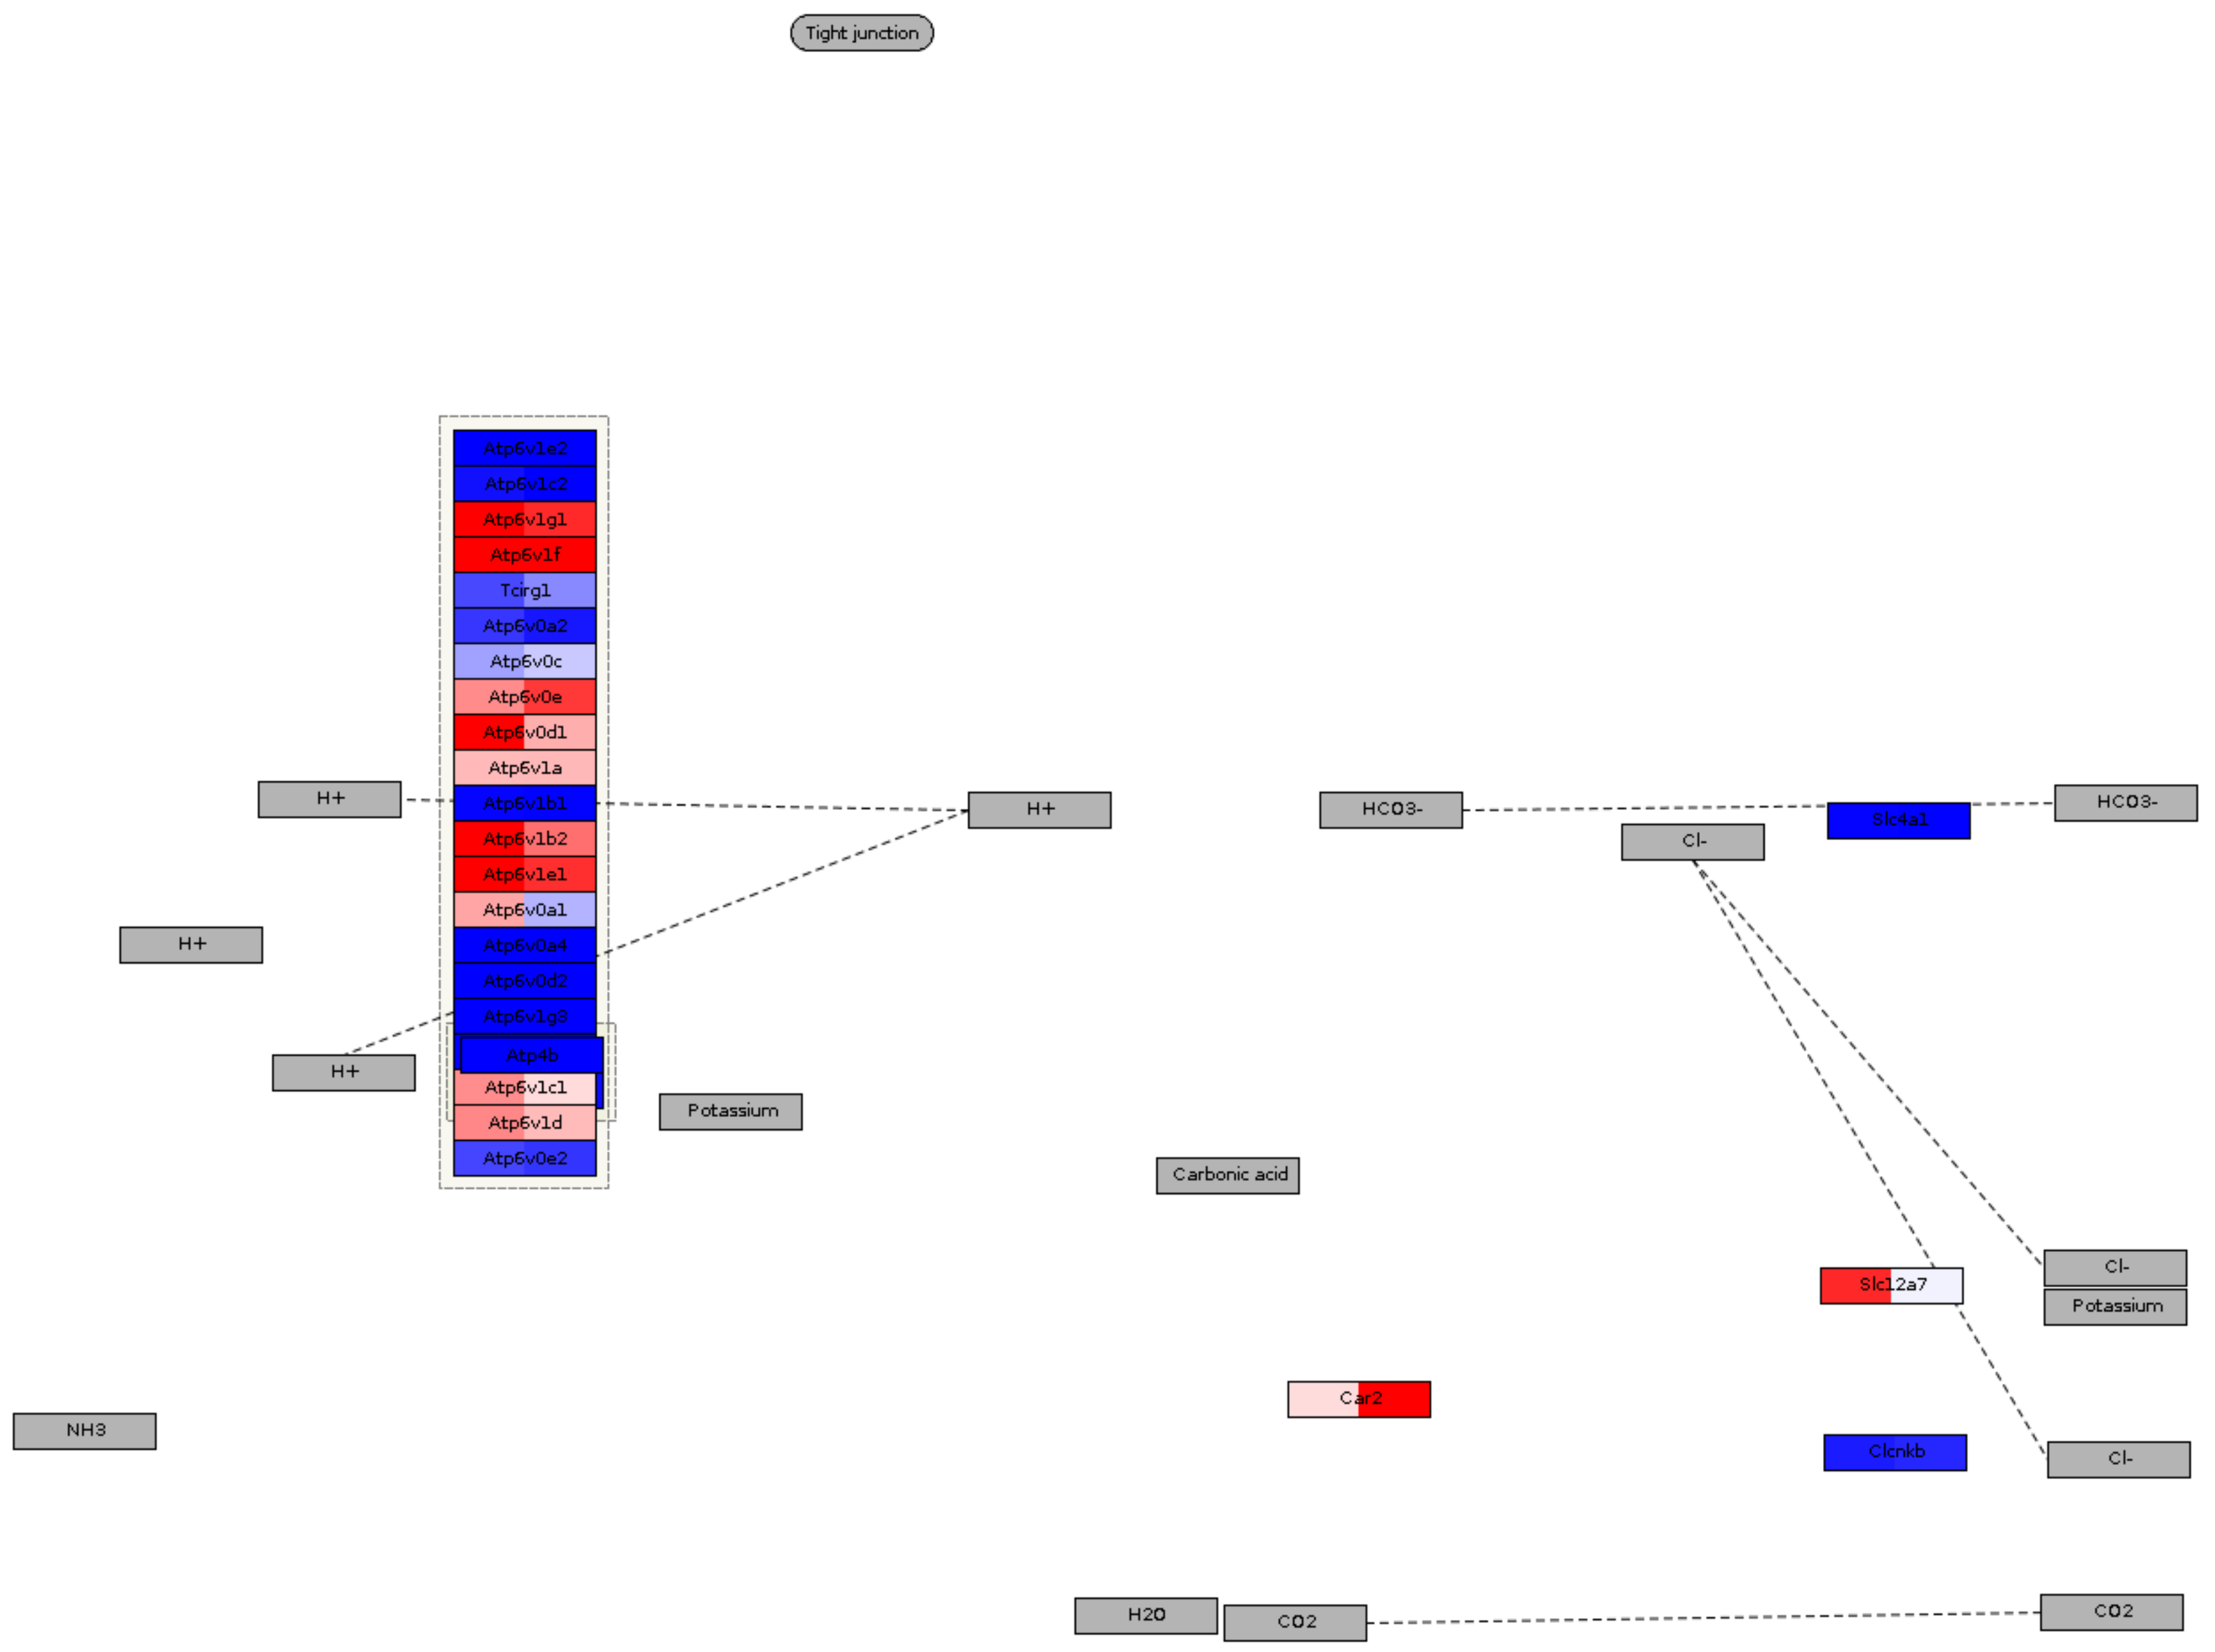 Tight junction
Atp6v1e2
Atp6v1c2
Atp6v1g1
Atp6v1f
Tcirg1
Atp6v0a2
Atp6v0c
Atp6v0e
Atp6v0d1
Atp6v1a
H+
Atp6v1b1
H+
HCO3-
Slc4a1
HCO3-
Cl-
Atp6v1b2
Atp6v1e1
Atp6v0a1
H+
Atp6v0a4
Atp6v0d2
Atp6v1g3
Atp4b
H+
Atp6v1c1
Potassium
Atp6v1d
Atp6v0e2
Carbonic acid
Cl-
Slc12a7
Potassium
Car2
NH3
Clcnkb
Cl-
H2O
CO2
CO2